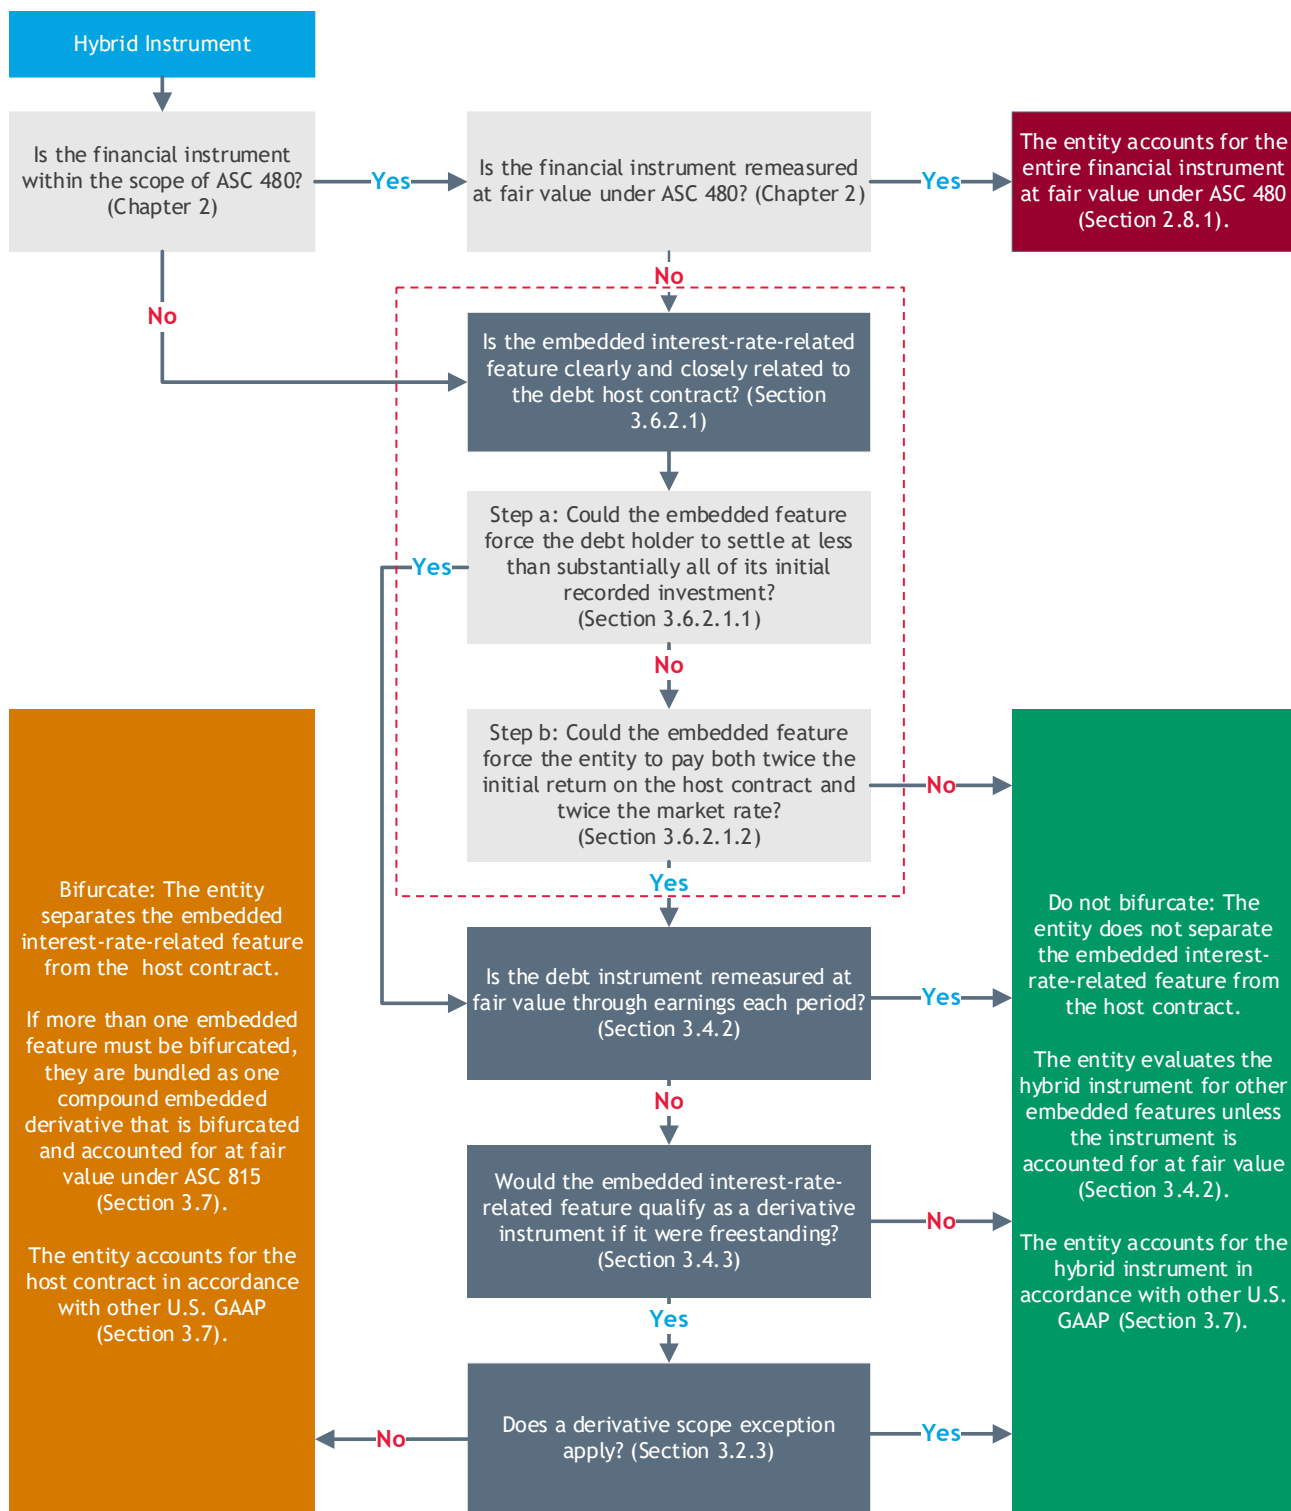 Hybrid Instrument
Is the financial instrument
within the scope of ASC 480?
(Chapter 2)
Yes
Is the financial instrument remeasured
at fair value under ASC 480? (Chapter 2)
Yes
The entity accounts for the
entire financial instrument
at fair value under ASC 480
(Section 2.8.1).
No
No
Is the embedded interest-rate-related
feature clearly and closely related to
the debt host contract? (Section
3.6.2.1)
Step a: Could the embedded feature
force the debt holder to settle at less
than substantially all of its initial
recorded investment?
(Section 3.6.2.1.1)
Yes
No
Step b: Could the embedded feature
force the entity to pay both twice the
initial return on the host contract and
twice the market rate?
(Section 3.6.2.1.2)
No
Yes
Is the debt instrument remeasured at
fair value through earnings each period?
(Section 3.4.2)
Yes
No
Would the embedded interest-rate-
related feature qualify as a derivative
instrument if it were freestanding?
(Section 3.4.3)
No
Yes
Does a derivative scope exception
apply? (Section 3.2.3)
Yes
No
Bifurcate: The entity
separates the embedded
interest-rate-related feature
from the host contract.
If more than one embedded
feature must be bifurcated,
they are bundled as one
compound embedded
derivative that is bifurcated
and accounted for at fair
value under ASC 815
(Section 3.7).
The entity accounts for the
host contract in accordance
with other U.S. GAAP
(Section 3.7).
Do not bifurcate: The
entity does not separate
the embedded interest-
rate-related feature from
the host contract.
The entity evaluates the
hybrid instrument for other
embedded features unless
the instrument is
accounted for at fair value
(Section 3.4.2).
The entity accounts for the
hybrid instrument in
accordance with other U.S.
GAAP (Section 3.7).